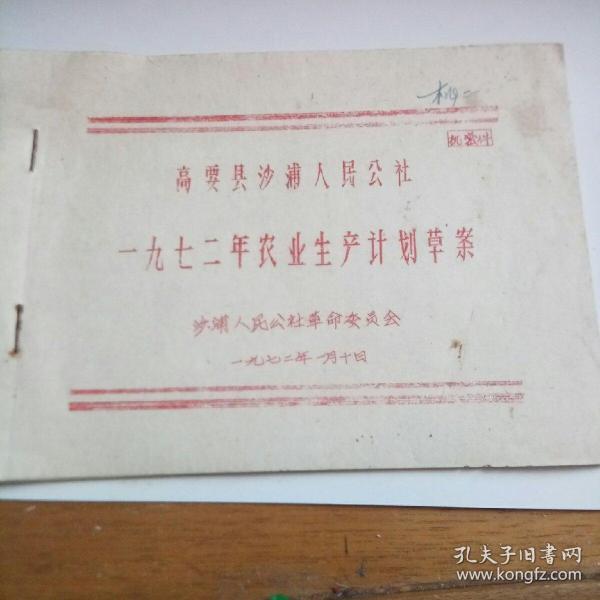 高要县沙浦人民公社
一九七二年农业生产计划草案
沙浦人民公社革命委员会
一九七二年一月十日
孔夫子旧书网
www.kongfz.com